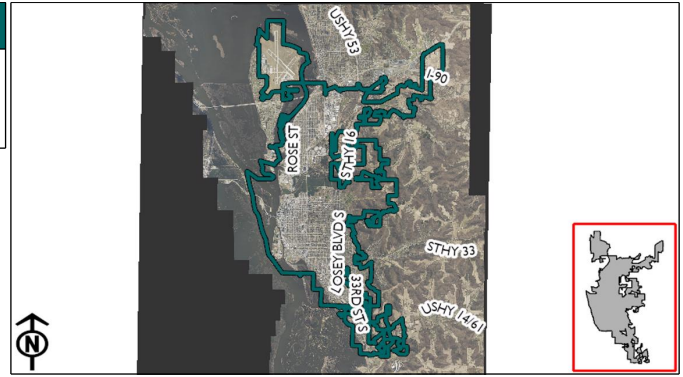 USHY 53
I-90
ROSE ST
STHY 16
LOSEY BLVD S
STHY 33
33RD ST S
USHY 14/61
N